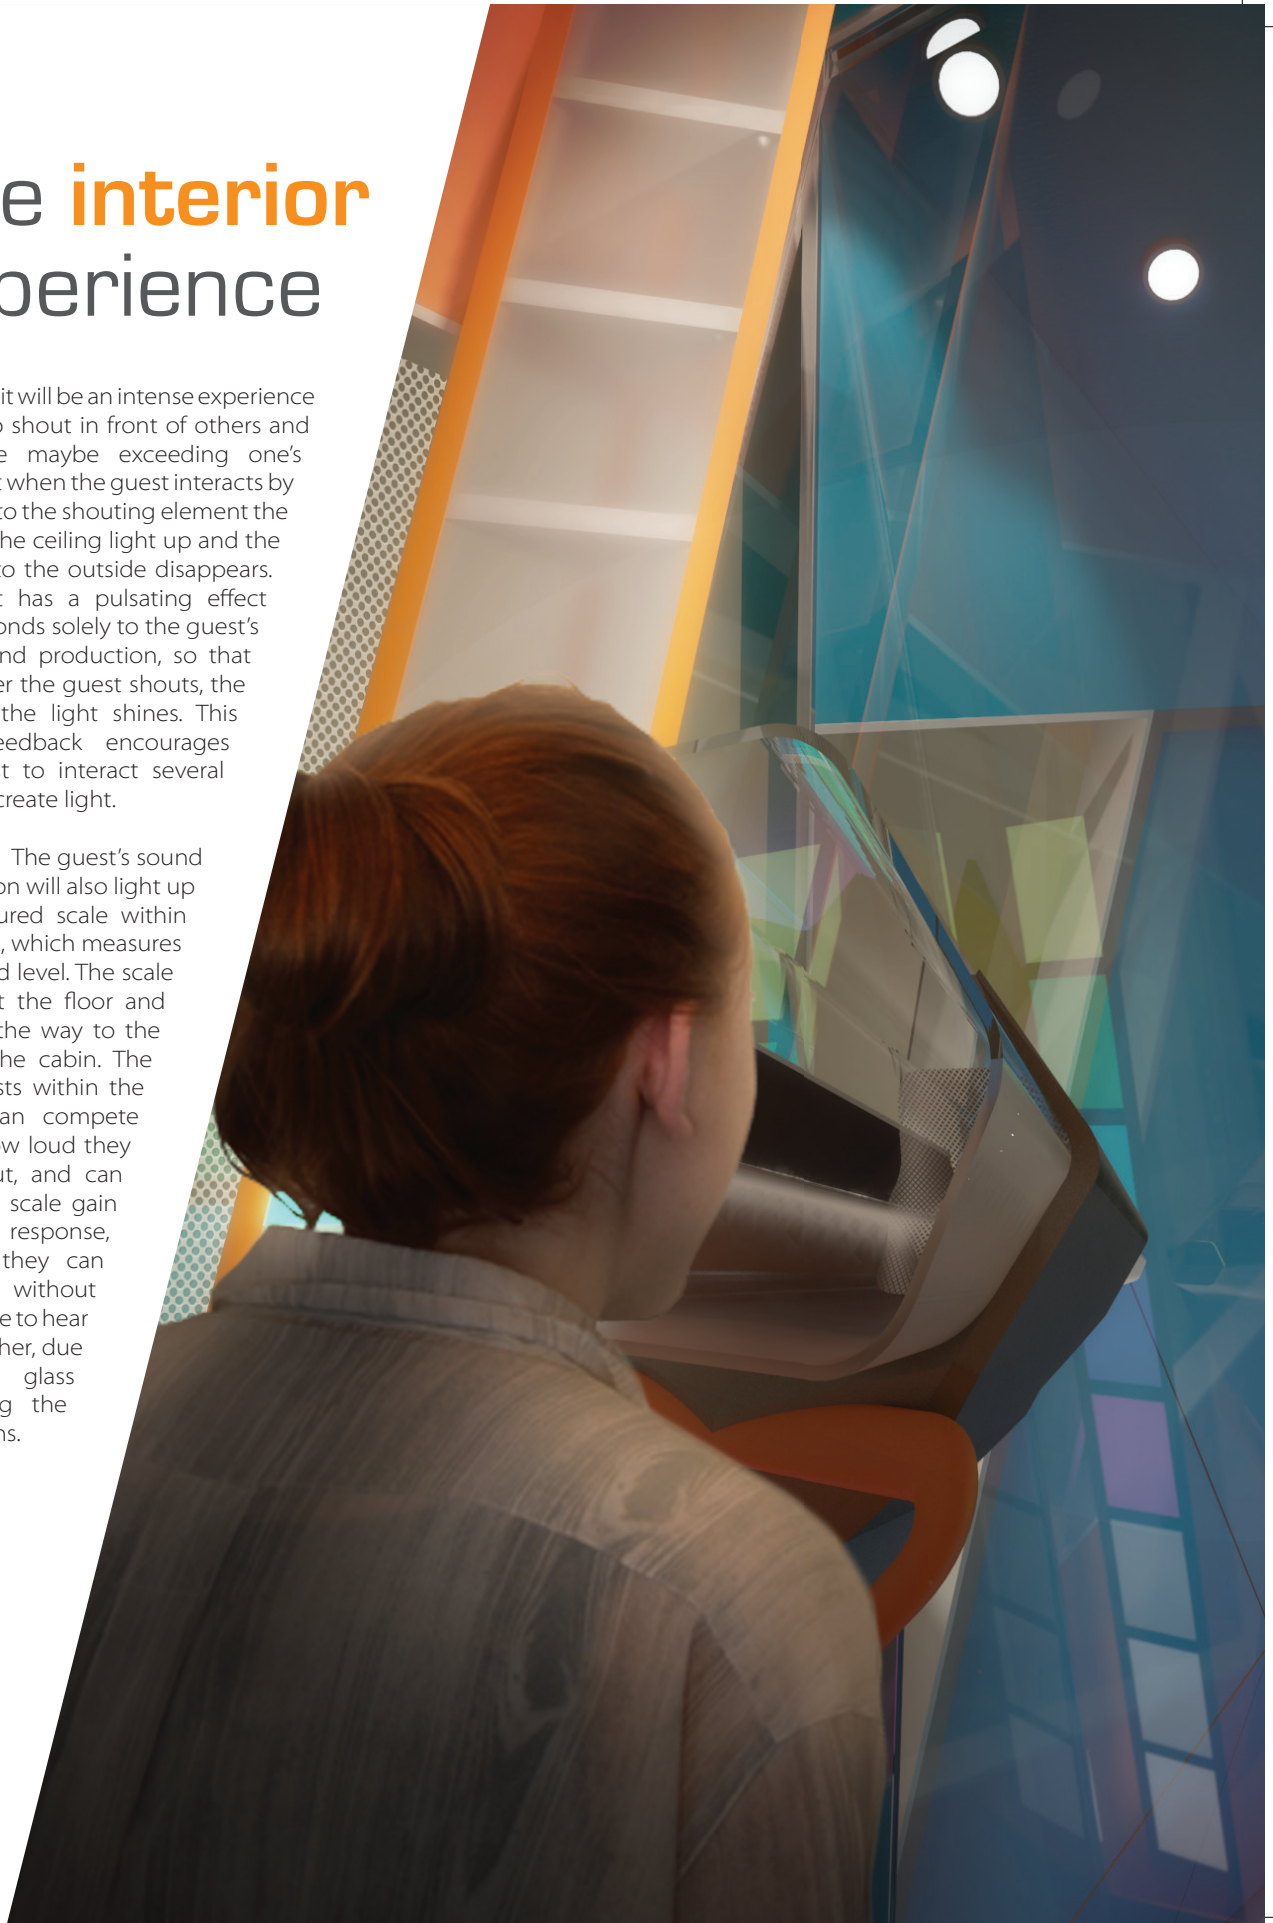 e interior
perience
it will be an intense experience
shout in front of others and
e maybe exceeding one's
when the guest interacts by
to the shouting element the
he ceiling light up and the
to the outside disappears.
has a pulsating effect
onds solely to the guest's
nd production, so that
er the guest shouts, the
the light shines. This
eedback encourages
t to interact several
create light.
The guest's sound
on will also light up
ured scale within
, which measures
d level. The scale
t the floor and
the way to the
he cabin. The
sts within the
an compete
ow loud they
ut, and can
scale gain
response,
they can
without
e to hear
her, due
glass
g the
ns.